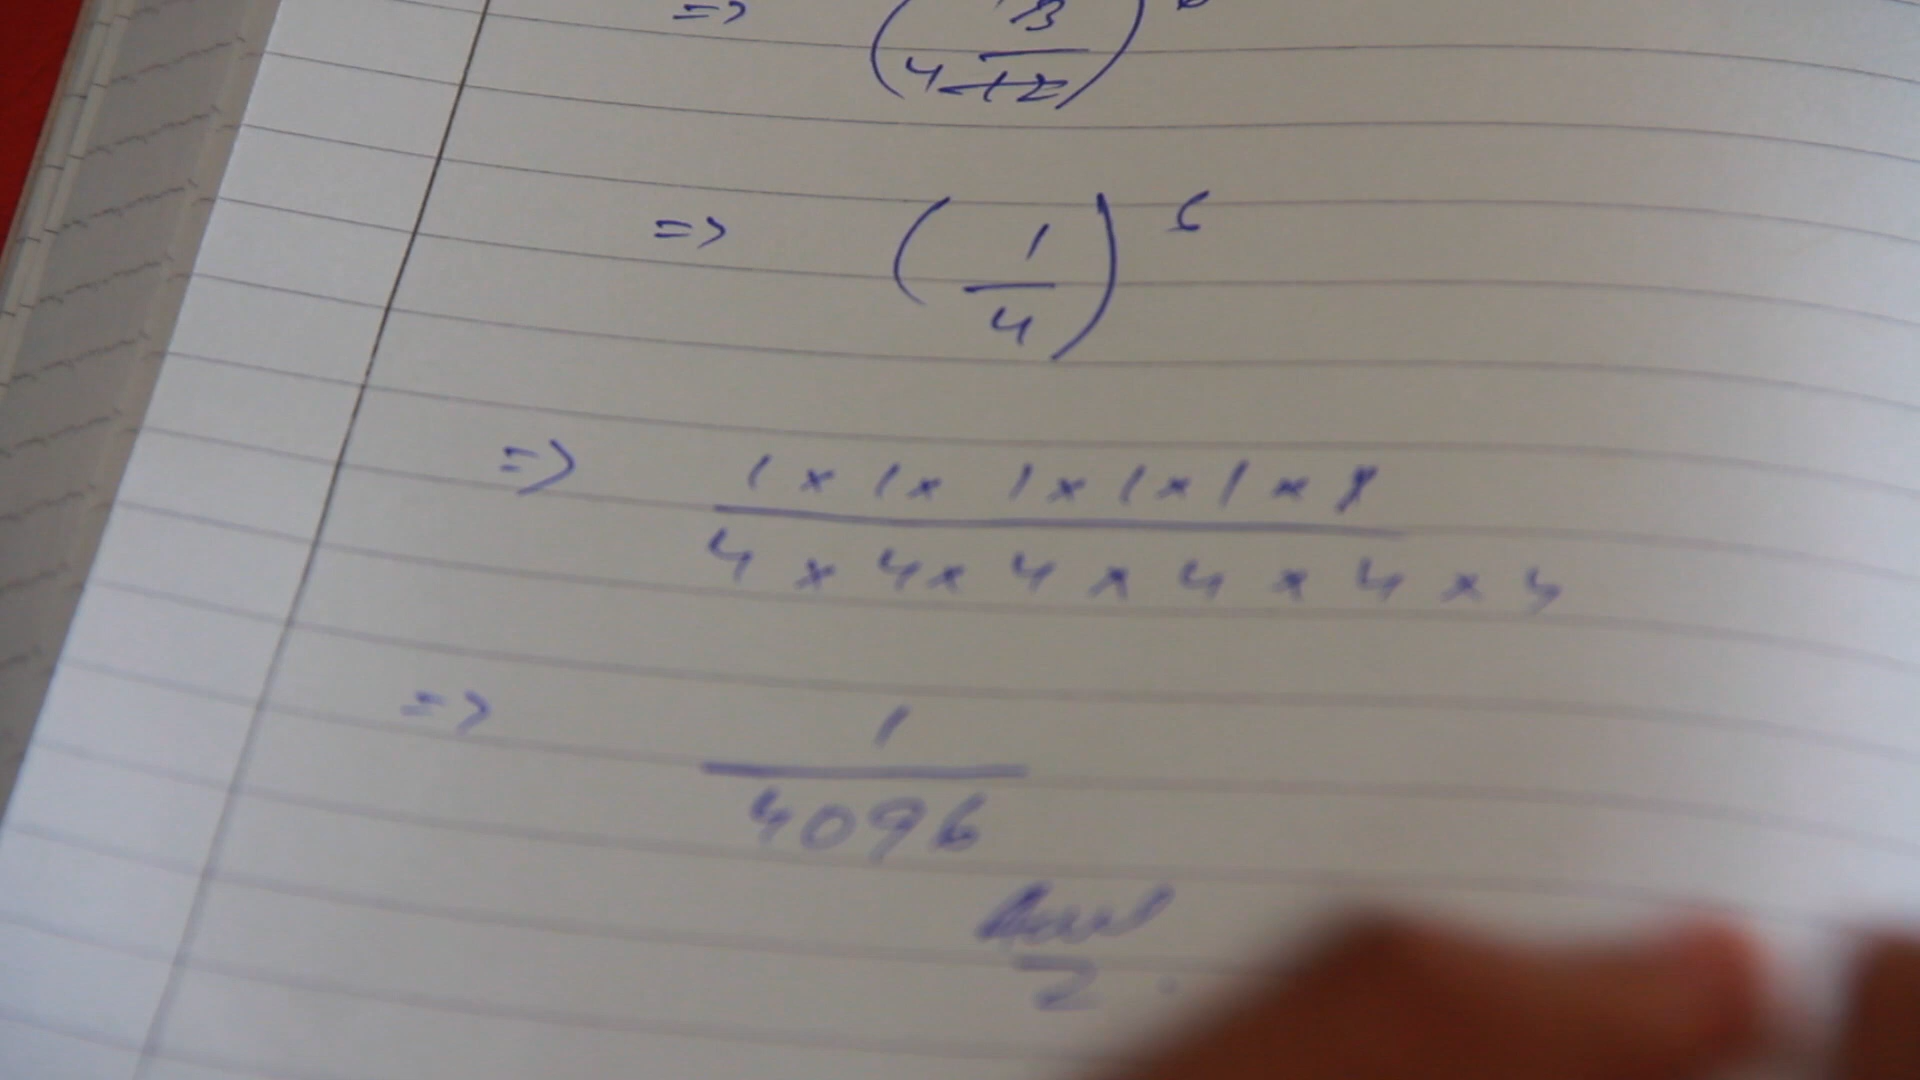 => ( 1/4 )^6
=> 1 x 1 x 1 x 1 x 1 x 1
4 x 4 x 4 x 4 x 4 x 4
=> 1
4096